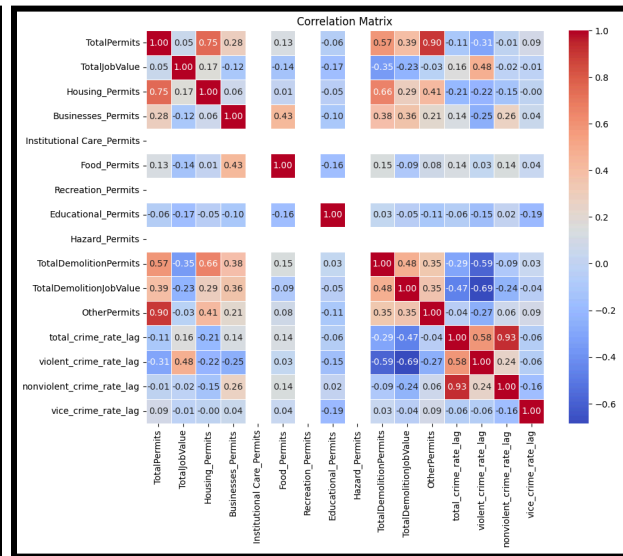 Correlation Matrix
TotalPermits 1.00 0.05 0.75 0.28 0.13 -0.06 0.57 0.39 0.90 -0.11 -0.31 -0.01 0.09
TotalJobValue 0.05 1.00 0.17 -0.12 -0.14 -0.17 -0.35 -0.23 -0.03 0.16 0.48 -0.02 -0.01
Housing_Permits 0.75 0.17 1.00 0.06 0.01 -0.05 0.66 0.29 0.41 -0.21 -0.22 -0.15 -0.00
Businesses_Permits 0.28 -0.12 0.06 1.00 0.43 -0.10 0.38 0.36 0.21 0.14 -0.25 0.26 0.04
Institutional Care_Permits
Food_Permits 0.13 -0.14 0.01 0.43 1.00 -0.16 0.15 -0.09 0.08 0.14 0.03 0.14 0.04
Recreation_Permits
Educational_Permits -0.06 -0.17 -0.05 -0.10 -0.16 1.00 0.03 -0.05 -0.11 -0.06 -0.15 0.02 -0.19
Hazard_Permits
TotalDemolitionPermits 0.57 -0.35 0.66 0.38 0.15 0.03 1.00 0.48 0.35 -0.29 -0.59 -0.09 0.03
TotalDemolitionJobValue 0.39 -0.23 0.29 0.36 -0.09 -0.05 0.48 1.00 0.35 -0.47 -0.69 -0.24 -0.04
OtherPermits 0.90 -0.03 0.41 0.21 0.08 -0.11 0.35 0.35 1.00 -0.04 -0.27 0.06 0.09
total_crime_rate_lag -0.11 0.16 -0.21 0.14 0.14 -0.06 -0.29 -0.47 -0.04 1.00 0.58 0.93 -0.06
violent_crime_rate_lag -0.31 0.48 -0.22 -0.25 0.03 -0.15 -0.59 -0.69 -0.27 0.58 1.00 0.24 -0.06
nonviolent_crime_rate_lag -0.01 -0.02 -0.15 0.26 0.14 0.02 -0.09 -0.24 0.06 0.93 0.24 1.00 -0.16
vice_crime_rate_lag 0.09 -0.01 -0.00 0.04 0.04 -0.19 0.03 -0.04 0.09 -0.06 -0.06 -0.16 1.00
TotalPermits
TotalJobValue
Housing_Permits
Businesses_Permits
Institutional Care_Permits
Food_Permits
Recreation_Permits
Educational_Permits
Hazard_Permits
TotalDemolitionPermits
TotalDemolitionJobValue
OtherPermits
total_crime_rate_lag
violent_crime_rate_lag
nonviolent_crime_rate_lag
vice_crime_rate_lag
1.0
0.8
0.6
0.4
0.2
0.0
-0.2
-0.4
-0.6